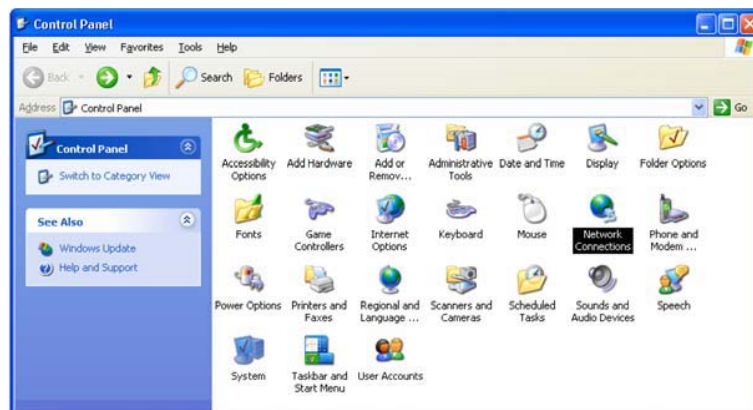 Control Panel
File Edit View Favorites Tools Help
Back Search Folders
Address Control Panel Go
Control Panel
Switch to Category View
See Also
Windows Update
Help and Support
Accessibility Options
Add Hardware
Add or Remov...
Administrative Tools
Date and Time
Display
Folder Options
Fonts
Game Controllers
Internet Options
Keyboard
Mouse
Network Connections
Phone and Modem ...
Power Options
Printers and Faxes
Regional and Language ...
Scanners and Cameras
Scheduled Tasks
Sounds and Audio Devices
Speech
System
Taskbar and Start Menu
User Accounts